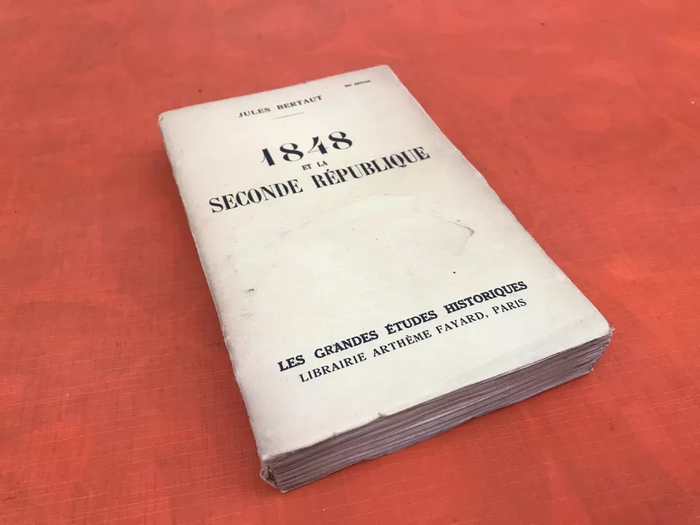 JULES BERTAUT
1848
ET LA
SECONDE RÉPUBLIQUE
LES GRANDES ÉTUDES HISTORIQUES
LIBRAIRIE ARTHÈME FAYARD, PARIS